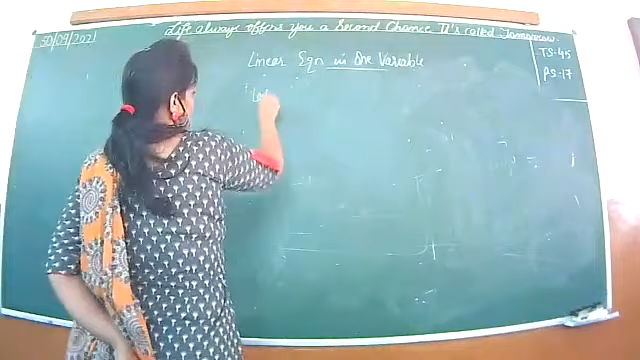 Life always offers you a Second Chance. It's called Tomorrow.
30/09/2021
Linear Eqn in One Variable
TS-45
PS-17